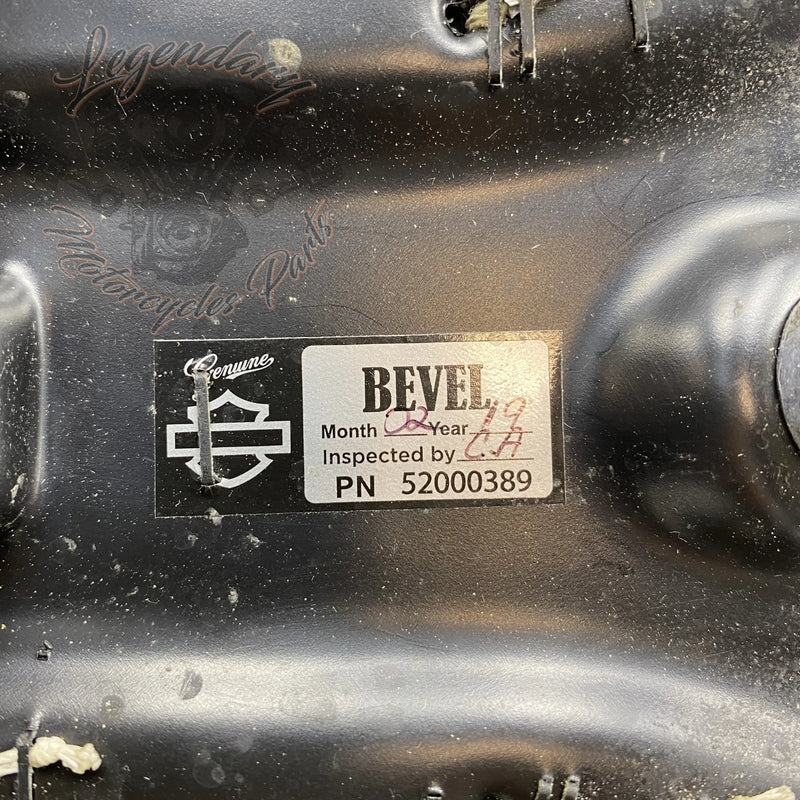 Legendary
Motorcycles Parts
Genuine
BEVEL
Month 02 Year 19
Inspected by C.A
PN 52000389